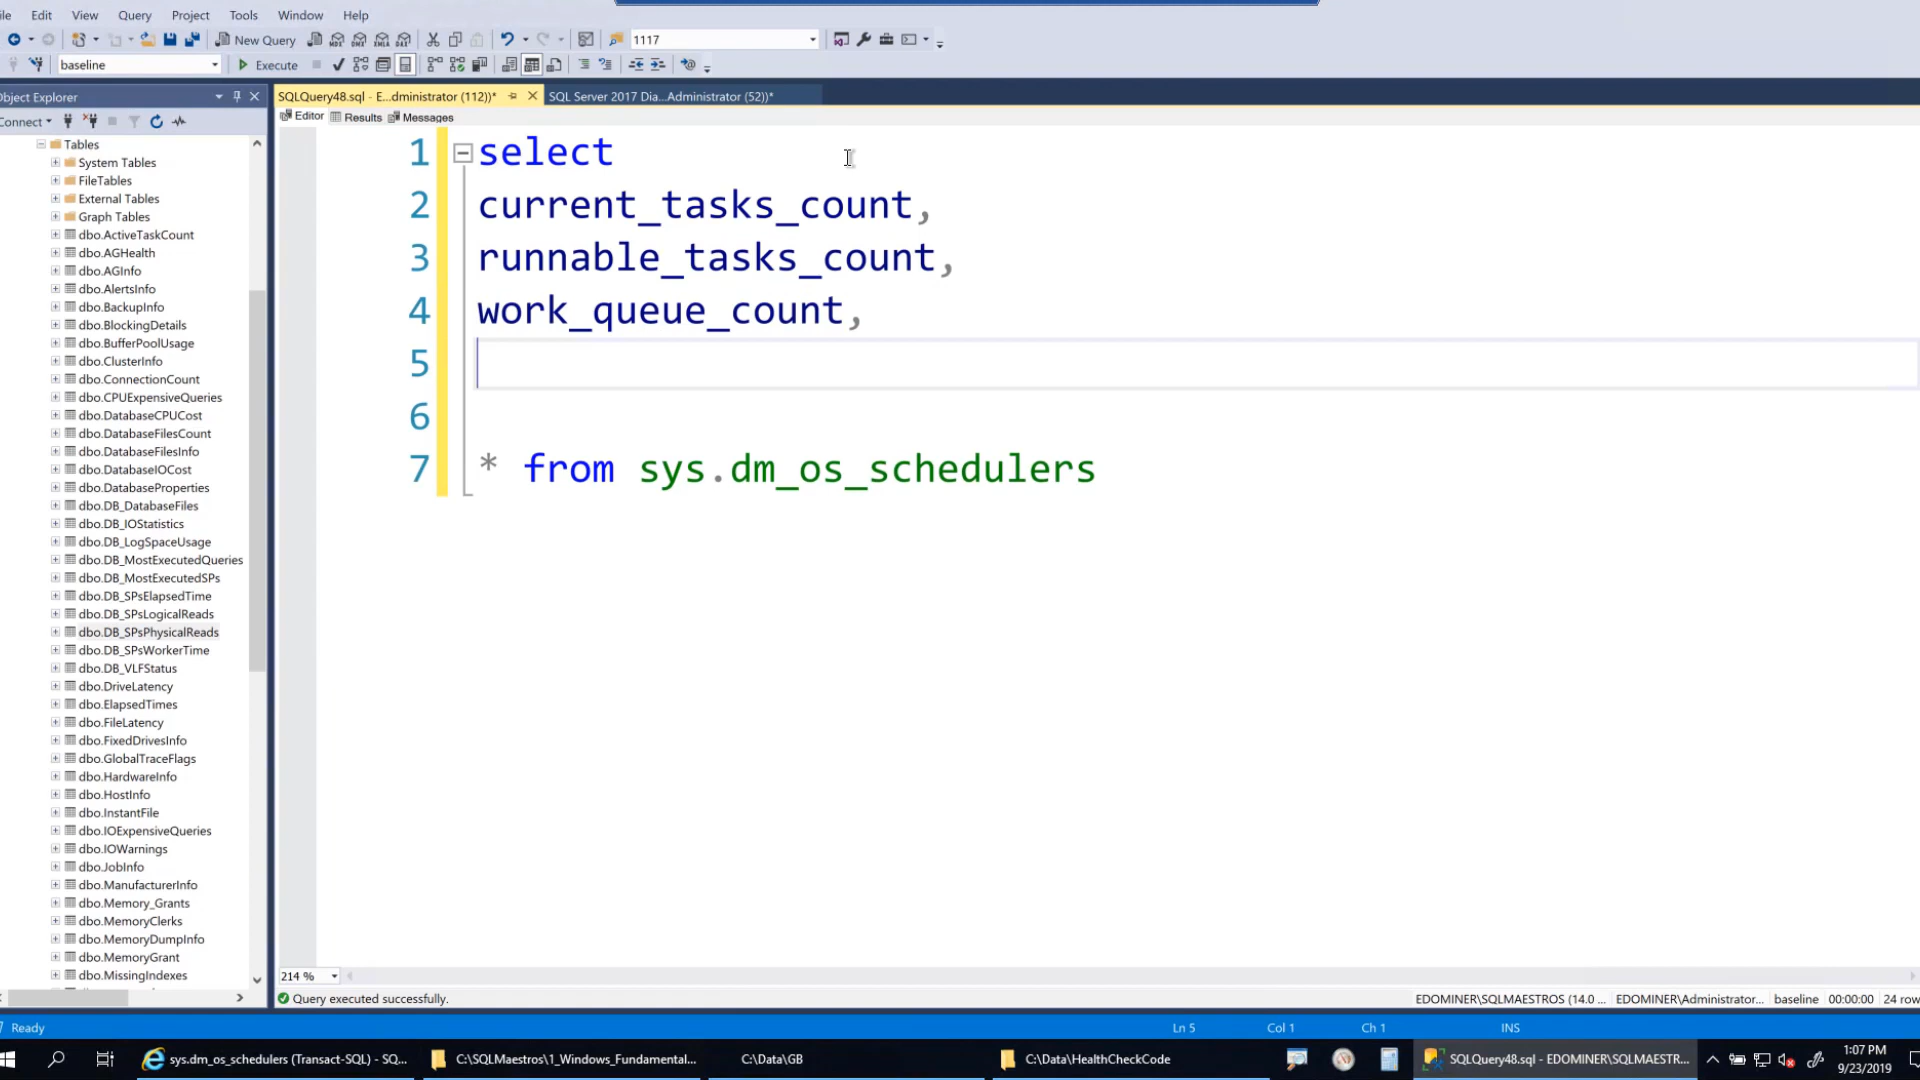 ile Edit View Query Project Tools Window Help
New Query 1117
baseline Execute
Object Explorer
SQLQuery48.sql - E...dministrator (112))* SQL Server 2017 Dia...Administrator (52))*
Connect
Editor Results Messages
Tables
System Tables
FileTables
External Tables
Graph Tables
dbo.ActiveTaskCount
dbo.AGHealth
dbo.AGInfo
dbo.AlertsInfo
dbo.BackupInfo
dbo.BlockingDetails
dbo.BufferPoolUsage
dbo.ClusterInfo
dbo.ConnectionCount
dbo.CPUExpensiveQueries
dbo.DatabaseCPUCost
dbo.DatabaseFilesCount
dbo.DatabaseFilesInfo
dbo.DatabaseIOCost
dbo.DatabaseProperties
dbo.DB_DatabaseFiles
dbo.DB_IOStatistics
dbo.DB_LogSpaceUsage
dbo.DB_MostExecutedQueries
dbo.DB_MostExecutedSPs
dbo.DB_SPsElapsedTime
dbo.DB_SPsLogicalReads
dbo.DB_SPsPhysicalReads
dbo.DB_SPsWorkerTime
dbo.DB_VLFStatus
dbo.DriveLatency
dbo.ElapsedTimes
dbo.FileLatency
dbo.FixedDrivesInfo
dbo.GlobalTraceFlags
dbo.HardwareInfo
dbo.HostInfo
dbo.InstantFile
dbo.IOExpensiveQueries
dbo.IOWarnings
dbo.JobInfo
dbo.ManufacturerInfo
dbo.Memory_Grants
dbo.MemoryClerks
dbo.MemoryDumpInfo
dbo.MemoryGrant
dbo.MissingIndexes
1 select
2 current_tasks_count,
3 runnable_tasks_count,
4 work_queue_count,
5
6
7 * from sys.dm_os_schedulers
214 %
Query executed successfully. EDOMINER\SQLMAESTROS (14.0 ... EDOMINER\Administrator... baseline 00:00:00 24 row
Ready Ln 5 Col 1 Ch 1 INS
sys.dm_os_schedulers (Transact-SQL) - SQ... C:\SQLMaestros\1_Windows_Fundamental... C:\Data\GB C:\Data\HealthCheckCode SQLQuery48.sql - EDOMINER\SQLMAESTR... 1:07 PM
9/23/2019